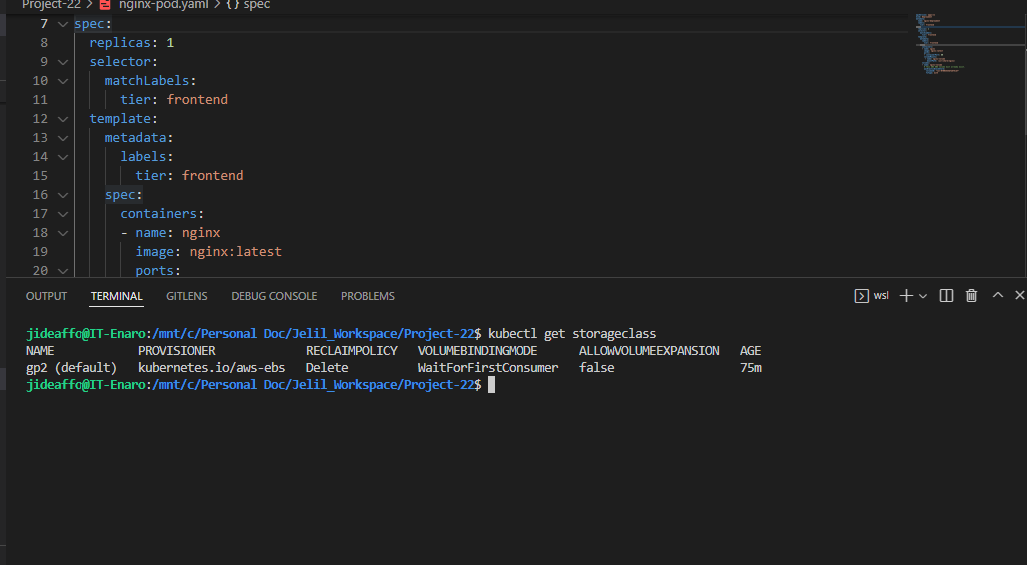 Project-22 > nginx-pod.yaml > {} spec
7 spec:
8 replicas: 1
9 selector:
10 matchLabels:
11 tier: frontend
12 template:
13 metadata:
14 labels:
15 tier: frontend
16 spec:
17 containers:
18 - name: nginx
19 image: nginx:latest
20 ports:
OUTPUT TERMINAL GITLENS DEBUG CONSOLE PROBLEMS wsl
jideaffo@IT-Enaro:/mnt/c/Personal Doc/Jelil_Workspace/Project-22$ kubectl get storageclass
NAME PROVISIONER RECLAIMPOLICY VOLUMEBINDINGMODE ALLOWVOLUMEEXPANSION AGE
gp2 (default) kubernetes.io/aws-ebs Delete WaitForFirstConsumer false 75m
jideaffo@IT-Enaro:/mnt/c/Personal Doc/Jelil_Workspace/Project-22$